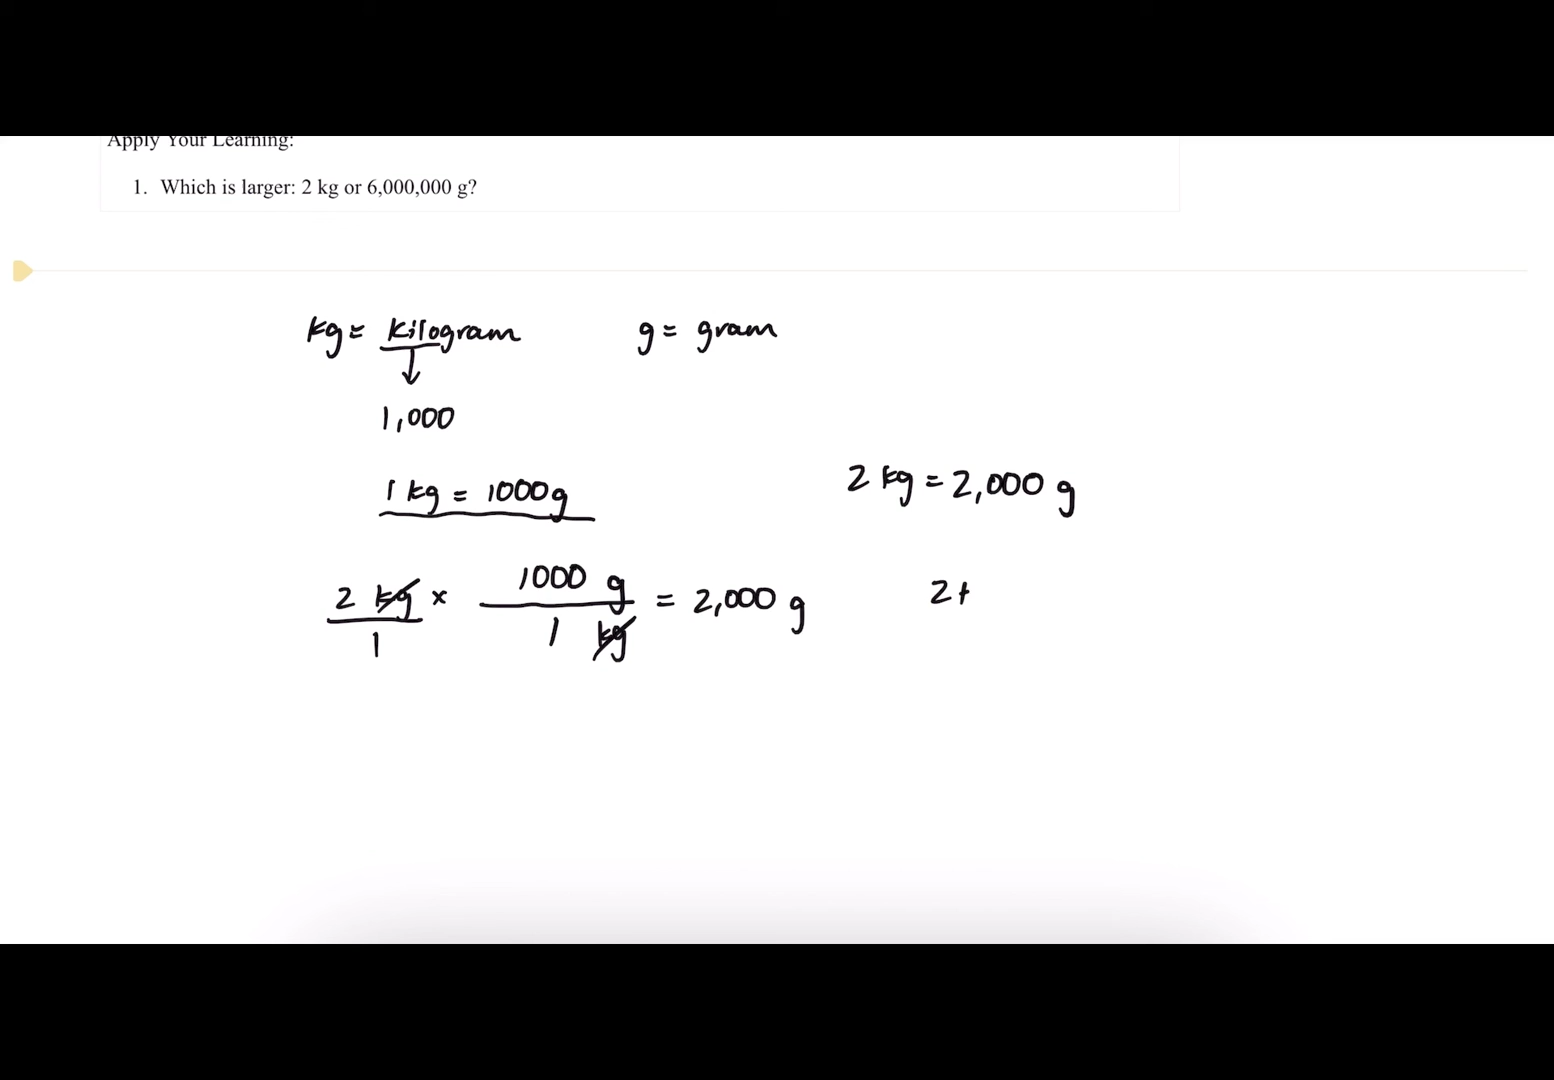 Apply Your Learning:
1. Which is larger: 2 kg or 6,000,000 g?
kg = kilogram g = gram
1,000
1 kg = 1000g
2 kg = 2,000 g
2 kg / 1 × 1000 g / 1 kg = 2,000 g
2